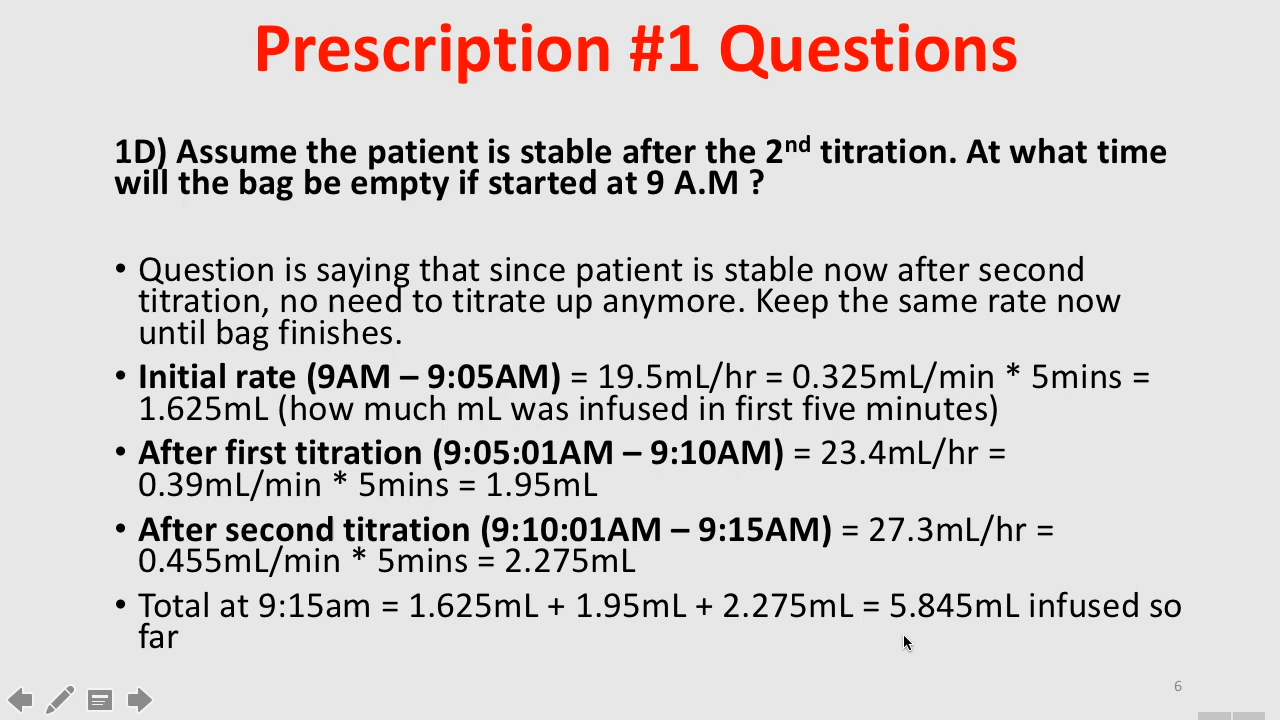 Prescription #1 Questions
1D) Assume the patient is stable after the 2nd titration. At what time
will the bag be empty if started at 9 A.M ?
• Question is saying that since patient is stable now after second
titration, no need to titrate up anymore. Keep the same rate now
until bag finishes.
• Initial rate (9AM – 9:05AM) = 19.5mL/hr = 0.325mL/min * 5mins =
1.625mL (how much mL was infused in first five minutes)
• After first titration (9:05:01AM – 9:10AM) = 23.4mL/hr =
0.39mL/min * 5mins = 1.95mL
• After second titration (9:10:01AM – 9:15AM) = 27.3mL/hr =
0.455mL/min * 5mins = 2.275mL
• Total at 9:15am = 1.625mL + 1.95mL + 2.275mL = 5.845mL infused so
far
6